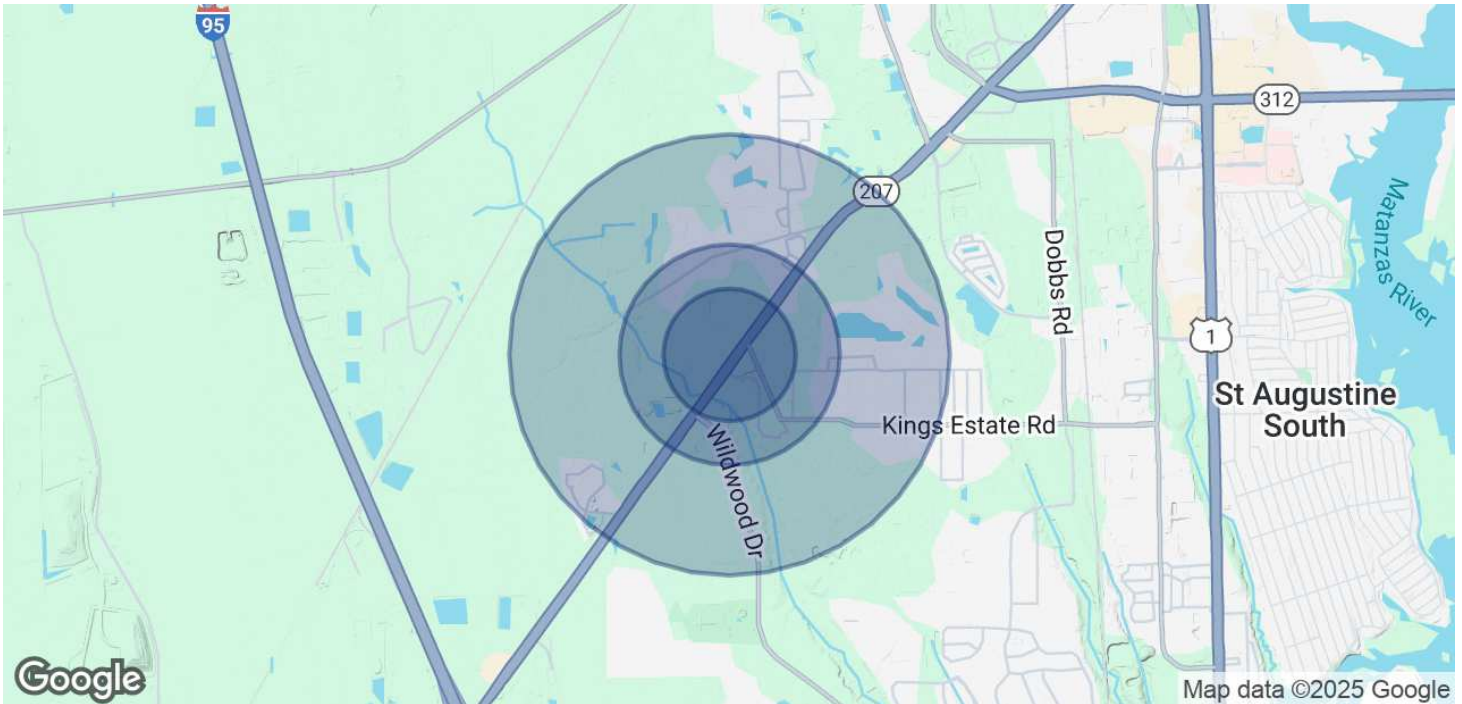 95
312
207
Matanzas River
Dobbs Rd
1
St Augustine
South
Kings Estate Rd
Wildwood Dr
Google
Map data ©2025 Google